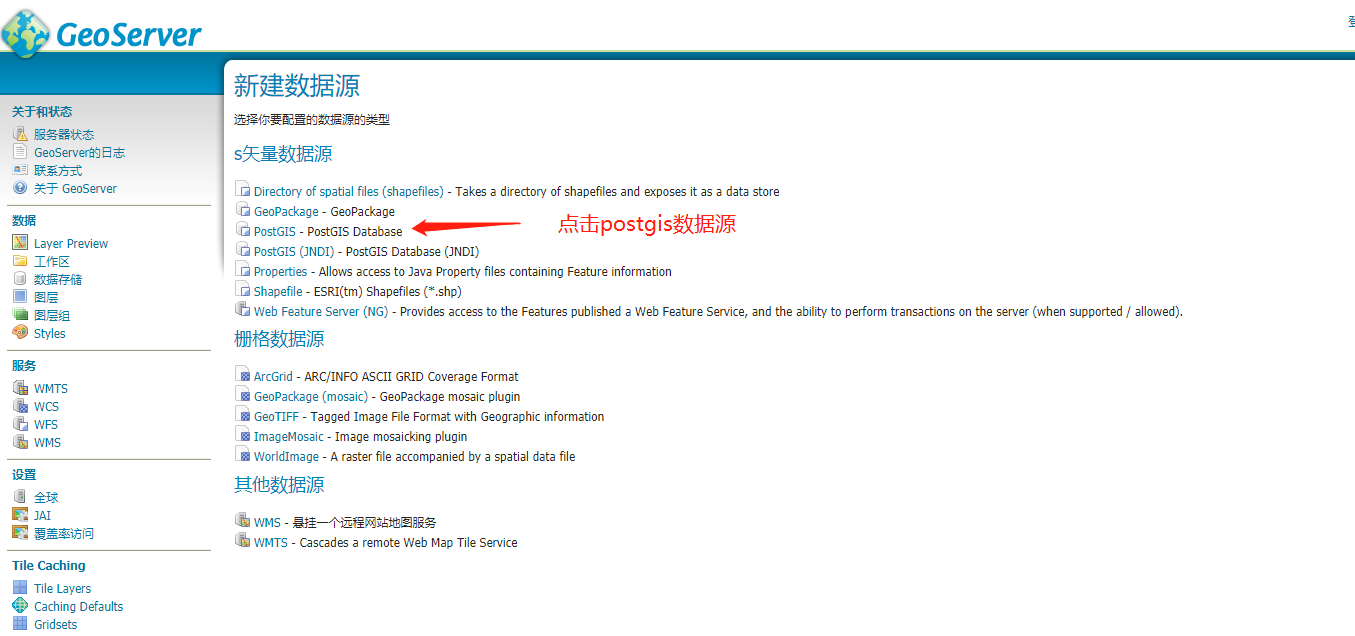 GeoServer
关于和状态
服务器状态
GeoServer的日志
联系方式
关于 GeoServer
数据
Layer Preview
工作区
数据存储
图层
图层组
Styles
服务
WMTS
WCS
WFS
WMS
设置
全球
JAI
覆盖率访问
Tile Caching
Tile Layers
Caching Defaults
Gridsets
新建数据源
选择你要配置的数据源的类型
s矢量数据源
Directory of spatial files (shapefiles) - Takes a directory of shapefiles and exposes it as a data store
GeoPackage - GeoPackage
PostGIS - PostGIS Database
点击postgis数据源
PostGIS (JNDI) - PostGIS Database (JNDI)
Properties - Allows access to Java Property files containing Feature information
Shapefile - ESRI(tm) Shapefiles (*.shp)
Web Feature Server (NG) - Provides access to the Features published a Web Feature Service, and the ability to perform transactions on the server (when supported / allowed).
栅格数据源
ArcGrid - ARC/INFO ASCII GRID Coverage Format
GeoPackage (mosaic) - GeoPackage mosaic plugin
GeoTIFF - Tagged Image File Format with Geographic information
ImageMosaic - Image mosaicking plugin
WorldImage - A raster file accompanied by a spatial data file
其他数据源
WMS - 悬挂一个远程网站地图服务
WMTS - Cascades a remote Web Map Tile Service